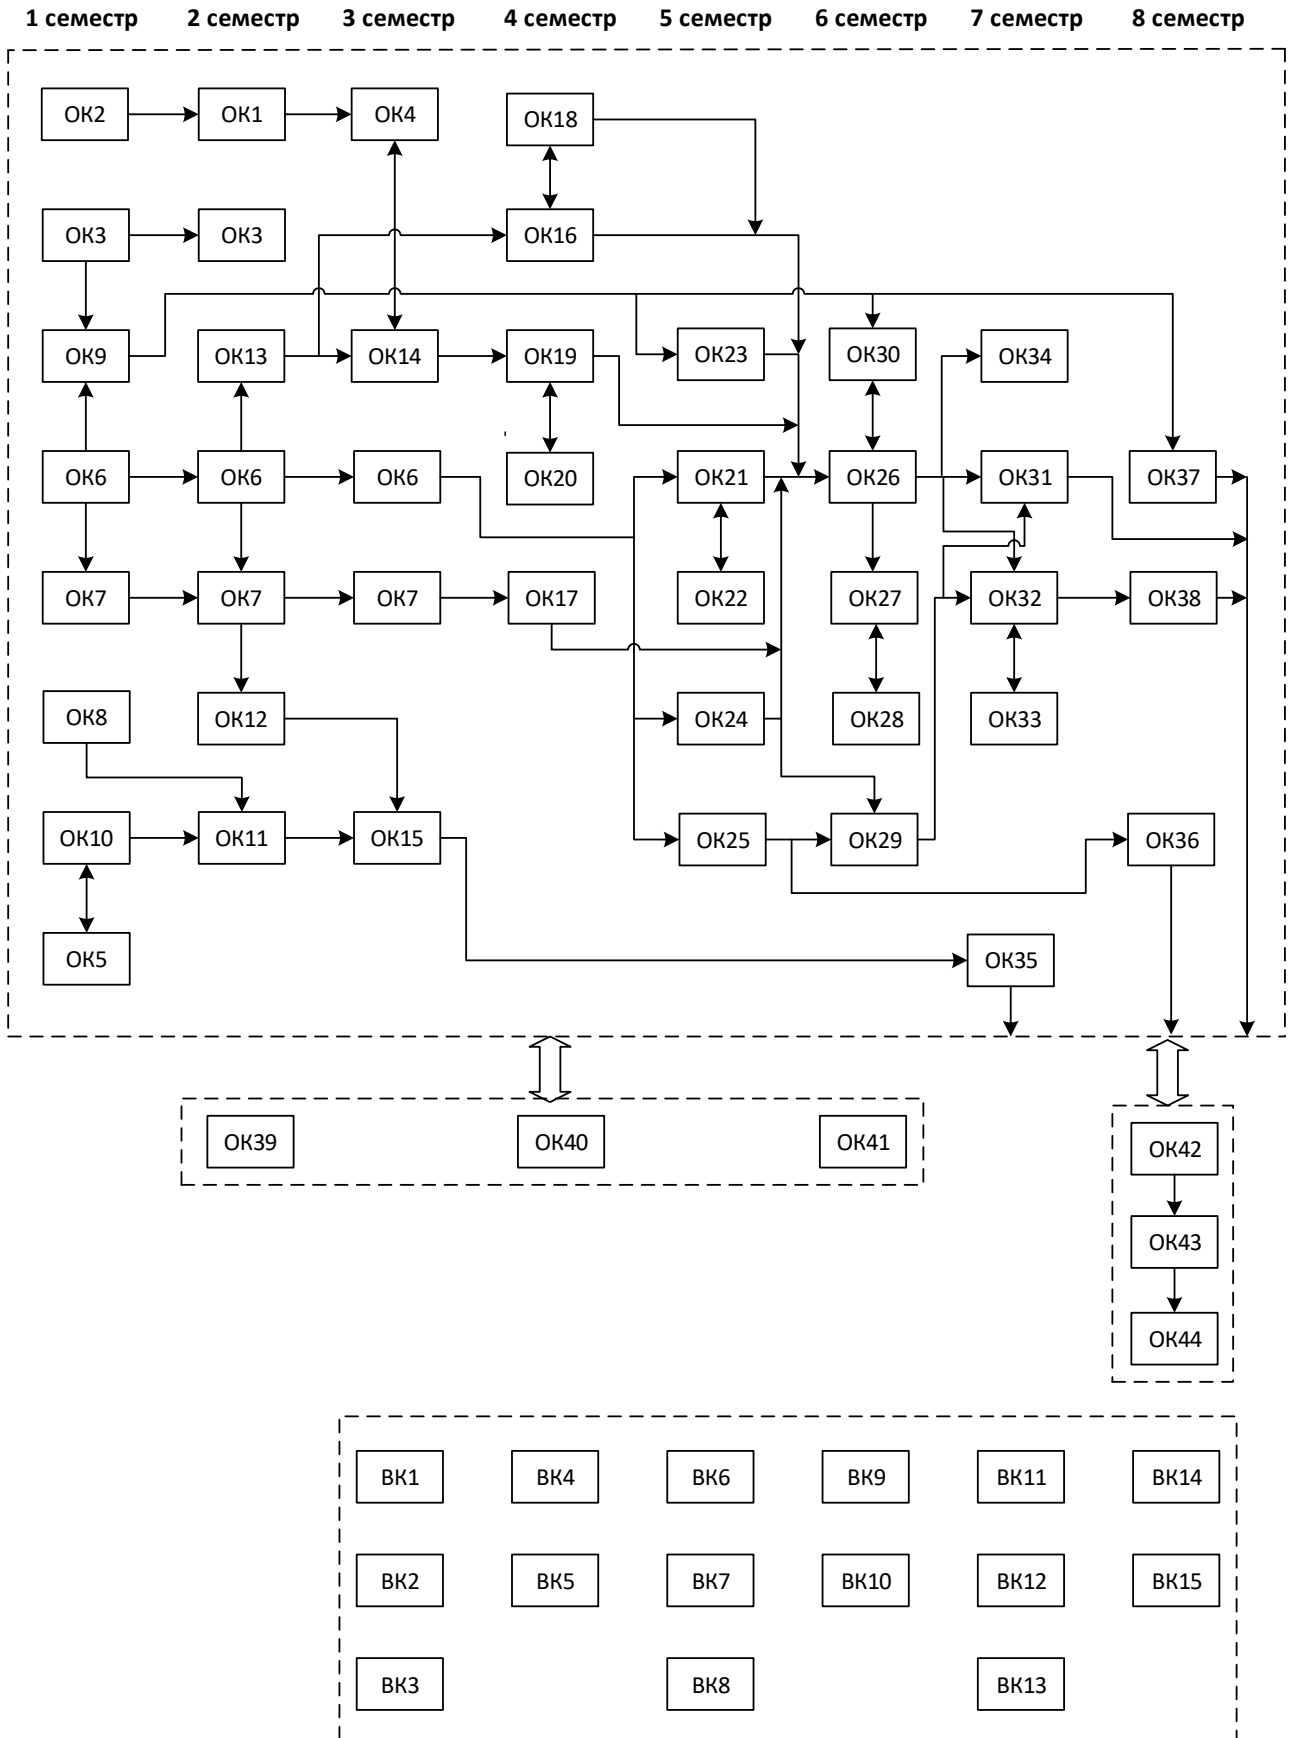 1 семестр 2 семестр 3 семестр 4 семестр 5 семестр 6 семестр 7 семестр 8 семестр
ОК2 ОК1 ОК4 ОК18
ОК3 ОК3 ОК16
ОК9 ОК13 ОК14 ОК19 ОК23 ОК30 ОК34
ОК6 ОК6 ОК6 ОК20 ОК21 ОК26 ОК31 ОК37
ОК7 ОК7 ОК7 ОК17 ОК22 ОК27 ОК32 ОК38
ОК8 ОК12 ОК24 ОК28 ОК33
ОК10 ОК11 ОК15 ОК25 ОК29 ОК36
ОК5 ОК35
ОК39 ОК40 ОК41 ОК42
ОК43
ОК44
ВК1 ВК4 ВК6 ВК9 ВК11 ВК14
ВК2 ВК5 ВК7 ВК10 ВК12 ВК15
ВК3 ВК8 ВК13